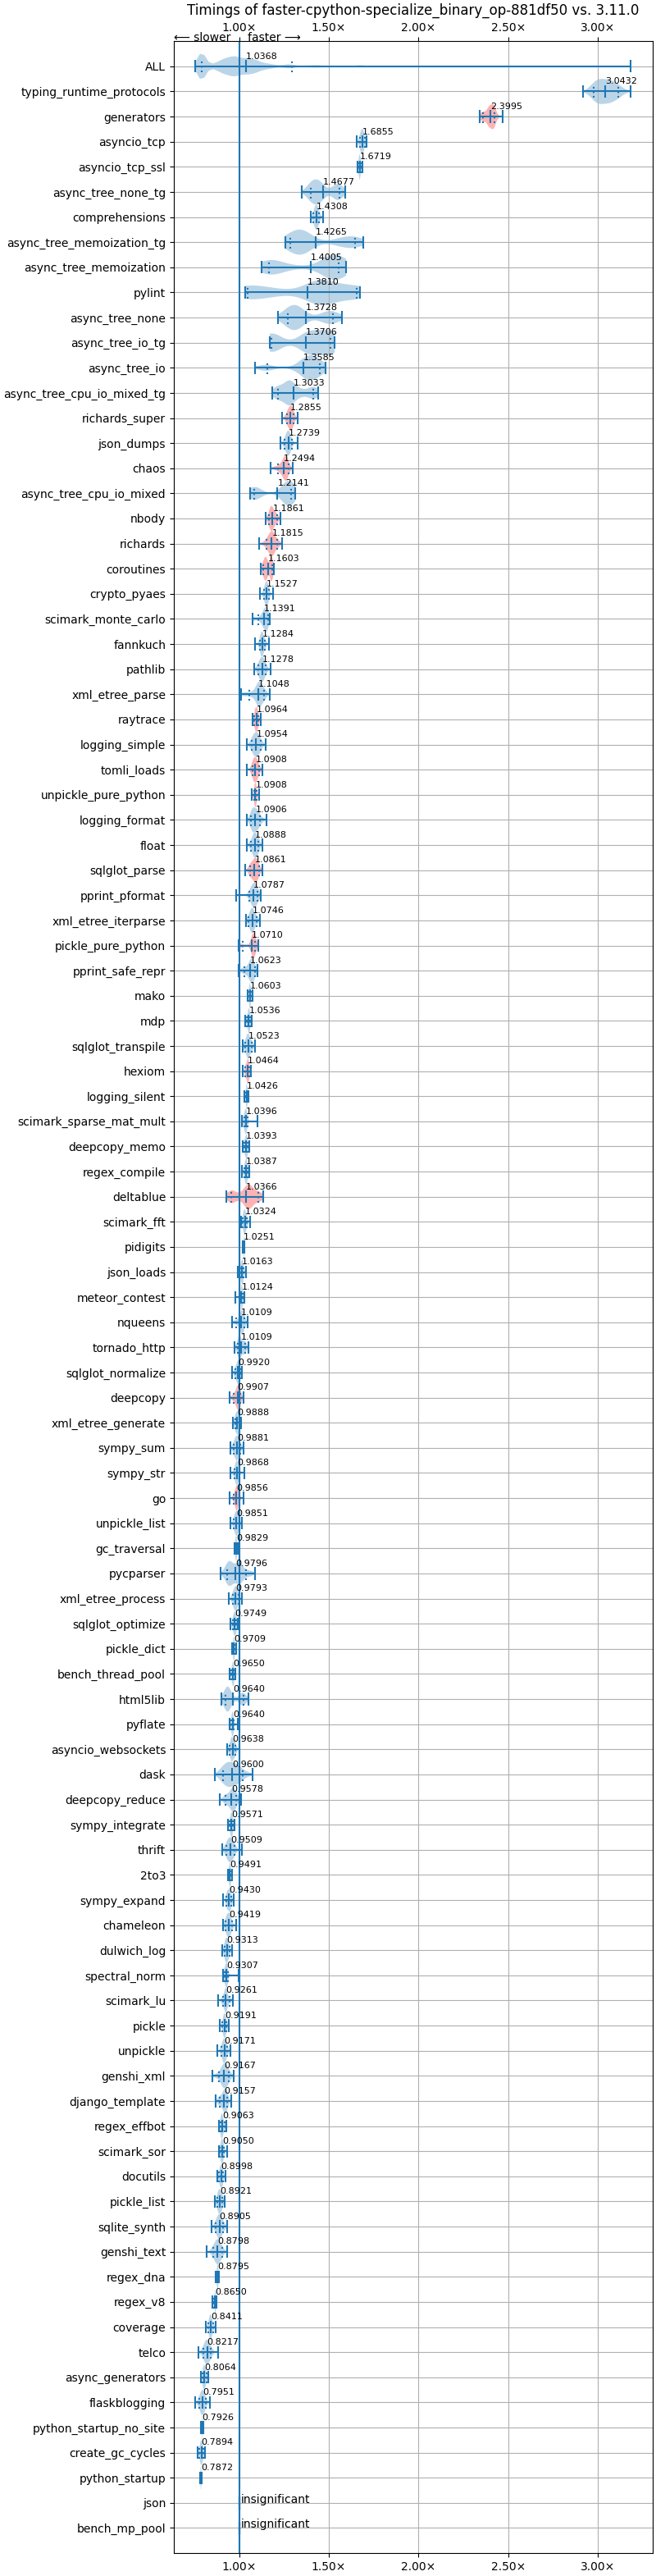 Timings of faster-cpython-specialize_binary_op-881df50 vs. 3.11.0
1.00× 1.50× 2.00× 2.50× 3.00×
⟵ slower faster ⟶
ALL 1.0368
typing_runtime_protocols 3.0432
generators 2.3995
asyncio_tcp 1.6855
asyncio_tcp_ssl 1.6719
async_tree_none_tg 1.4677
comprehensions 1.4308
async_tree_memoization_tg 1.4265
async_tree_memoization 1.4005
pylint 1.3810
async_tree_none 1.3728
async_tree_io_tg 1.3706
async_tree_io 1.3585
async_tree_cpu_io_mixed_tg 1.3033
richards_super 1.2855
json_dumps 1.2739
chaos 1.2494
async_tree_cpu_io_mixed 1.2141
nbody 1.1861
richards 1.1815
coroutines 1.1603
crypto_pyaes 1.1527
scimark_monte_carlo 1.1391
fannkuch 1.1284
pathlib 1.1278
xml_etree_parse 1.1048
raytrace 1.0964
logging_simple 1.0954
tomli_loads 1.0908
unpickle_pure_python 1.0908
logging_format 1.0906
float 1.0888
sqlglot_parse 1.0861
pprint_pformat 1.0787
xml_etree_iterparse 1.0746
pickle_pure_python 1.0710
pprint_safe_repr 1.0623
mako 1.0603
mdp 1.0536
sqlglot_transpile 1.0523
hexiom 1.0464
logging_silent 1.0426
scimark_sparse_mat_mult 1.0396
deepcopy_memo 1.0393
regex_compile 1.0387
deltablue 1.0366
scimark_fft 1.0324
pidigits 1.0251
json_loads 1.0163
meteor_contest 1.0124
nqueens 1.0109
tornado_http 1.0109
sqlglot_normalize 0.9920
deepcopy 0.9907
xml_etree_generate 0.9888
sympy_sum 0.9881
sympy_str 0.9868
go 0.9856
unpickle_list 0.9851
gc_traversal 0.9829
pycparser 0.9796
xml_etree_process 0.9793
sqlglot_optimize 0.9749
pickle_dict 0.9709
bench_thread_pool 0.9650
html5lib 0.9640
pyflate 0.9640
asyncio_websockets 0.9638
dask 0.9600
deepcopy_reduce 0.9578
sympy_integrate 0.9571
thrift 0.9509
2to3 0.9491
sympy_expand 0.9430
chameleon 0.9419
dulwich_log 0.9313
spectral_norm 0.9307
scimark_lu 0.9261
pickle 0.9191
unpickle 0.9171
genshi_xml 0.9167
django_template 0.9157
regex_effbot 0.9063
scimark_sor 0.9050
docutils 0.8998
pickle_list 0.8921
sqlite_synth 0.8905
genshi_text 0.8798
regex_dna 0.8795
regex_v8 0.8650
coverage 0.8411
telco 0.8217
async_generators 0.8064
flaskblogging 0.7951
python_startup_no_site 0.7926
create_gc_cycles 0.7894
python_startup 0.7872
json insignificant
bench_mp_pool insignificant
1.00× 1.50× 2.00× 2.50× 3.00×